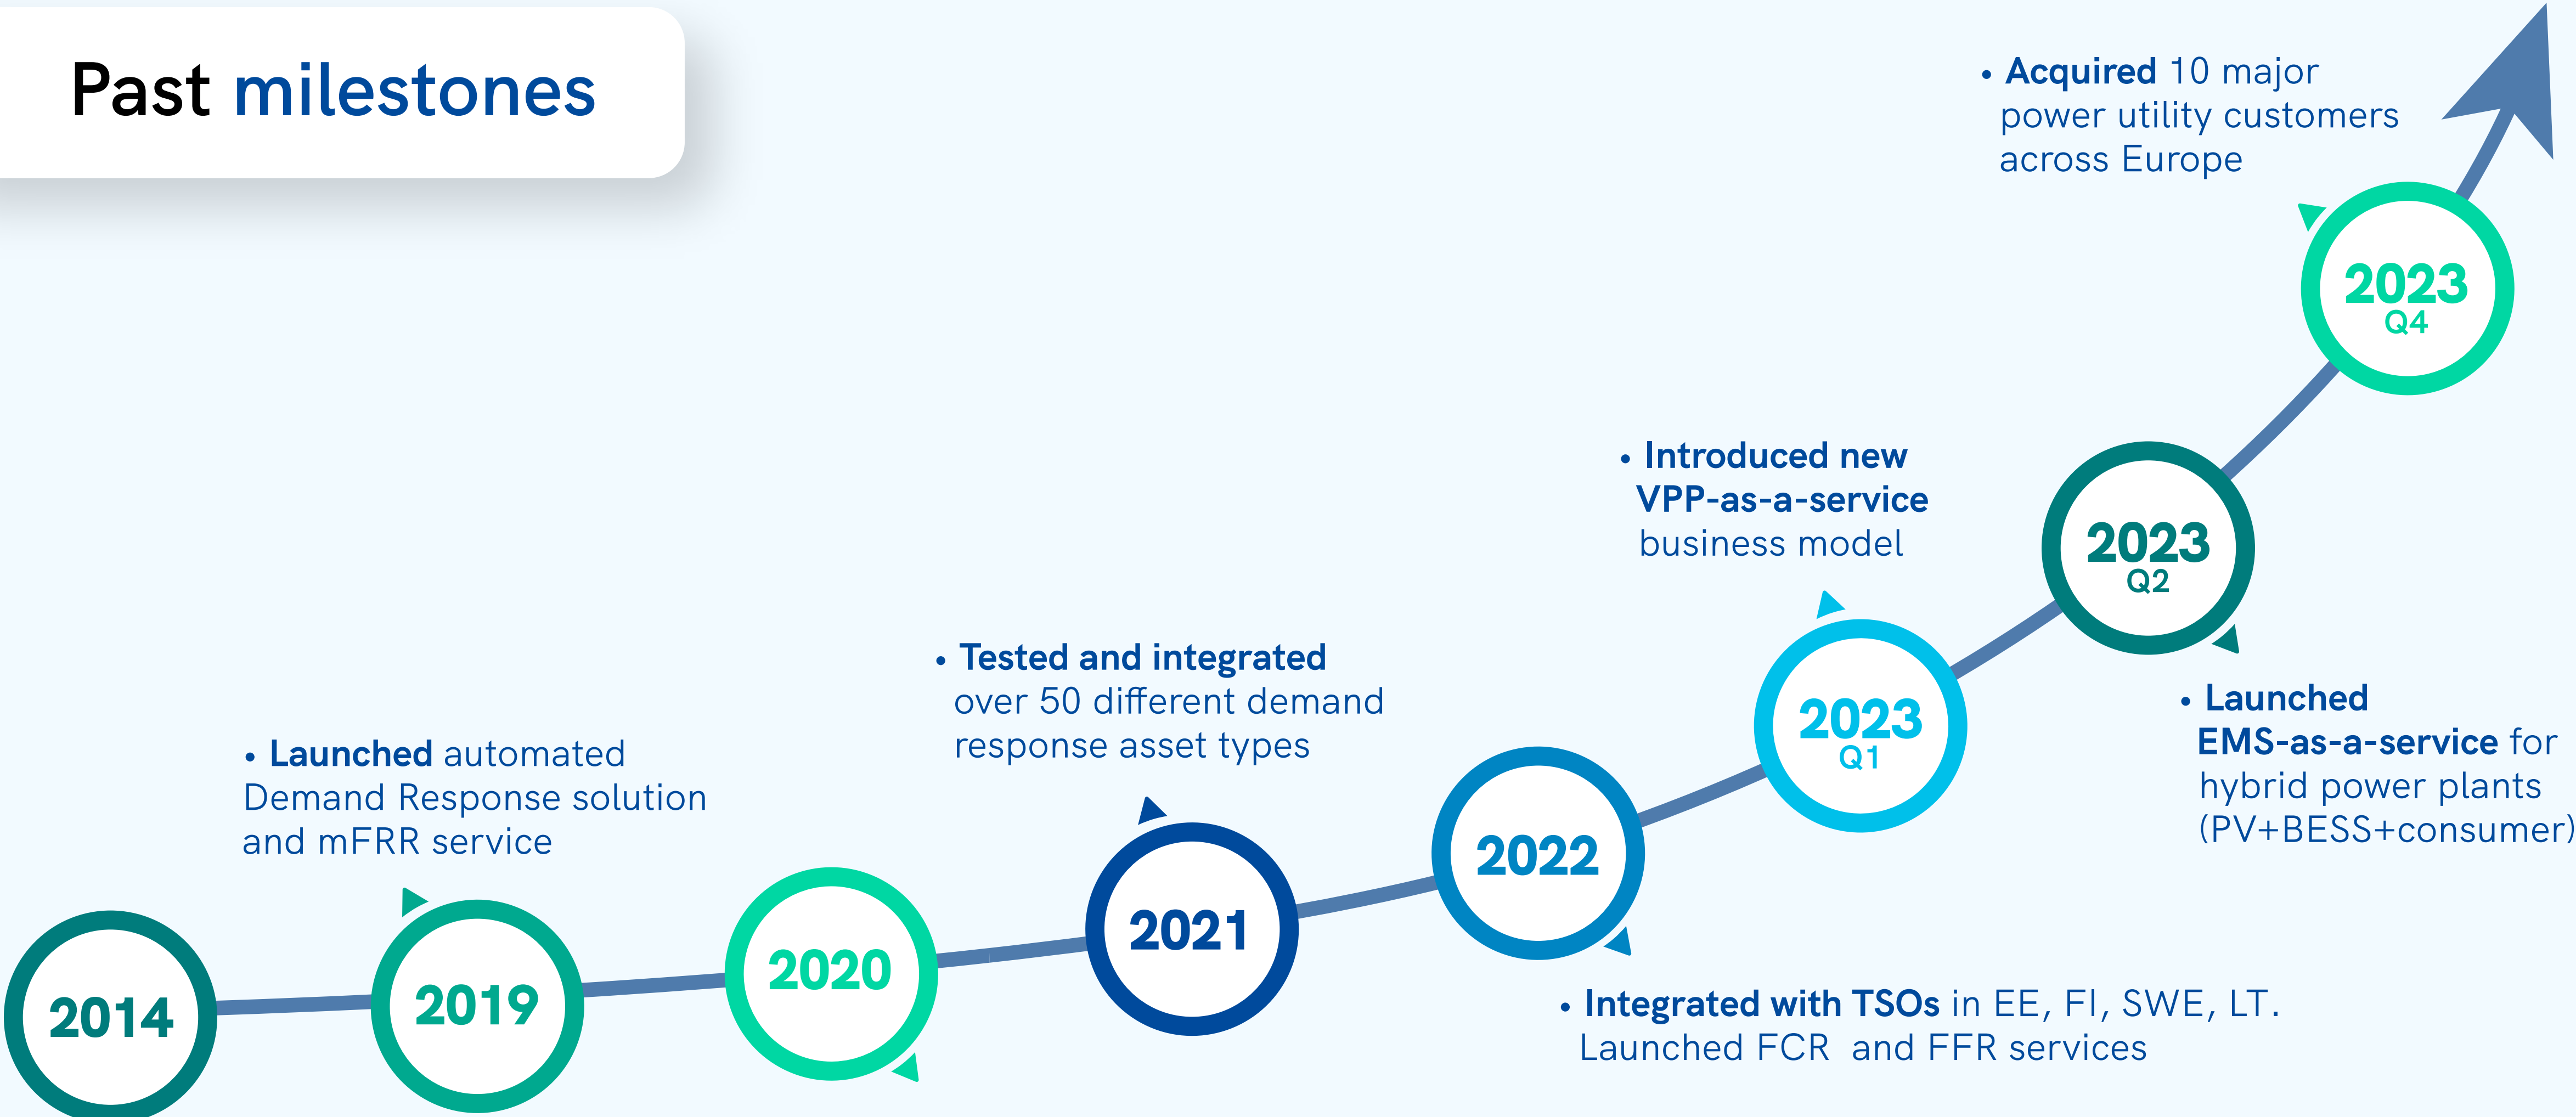 Past milestones
2014
• Launched automated
Demand Response solution
and mFRR service
2019
2020
• Tested and integrated
over 50 different demand
response asset types
2021
2022
• Integrated with TSOs in EE, FI, SWE, LT.
Launched FCR and FFR services
• Introduced new
VPP-as-a-service
business model
2023
Q1
2023
Q2
• Launched
EMS-as-a-service for
hybrid power plants
(PV+BESS+consumer)
• Acquired 10 major
power utility customers
across Europe
2023
Q4